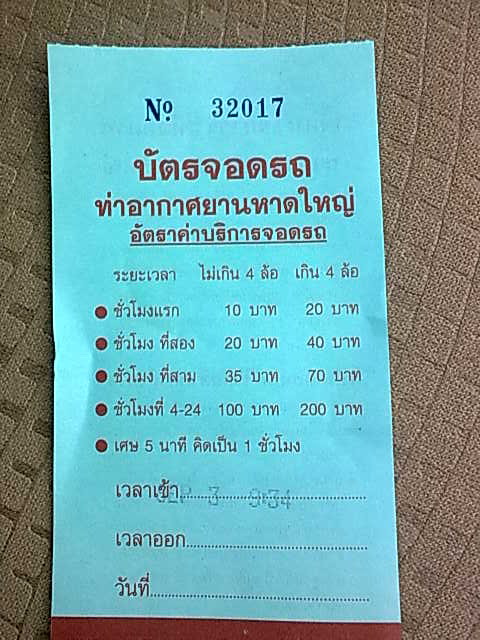 Nº 32017
บัตรจอดรถ
ท่าอากาศยานหาดใหญ่
อัตราค่าบริการจอดรถ
ระยะเวลา ไม่เกิน 4 ล้อ เกิน 4 ล้อ
● ชั่วโมงแรก 10 บาท 20 บาท
● ชั่วโมง ที่สอง 20 บาท 40 บาท
● ชั่วโมง ที่สาม 35 บาท 70 บาท
● ชั่วโมงที่ 4-24 100 บาท 200 บาท
● เศษ 5 นาที คิดเป็น 1 ชั่วโมง
เวลาเข้า 3 9:34
เวลาออก
วันที่